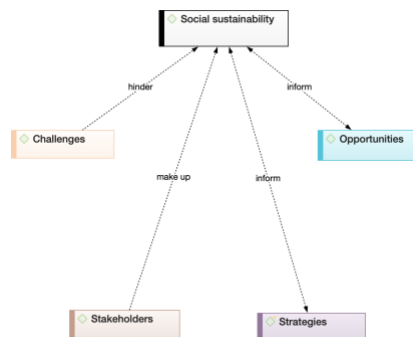 Social sustainability
hinder
inform
Challenges
Opportunities
make up
inform
Stakeholders
Strategies